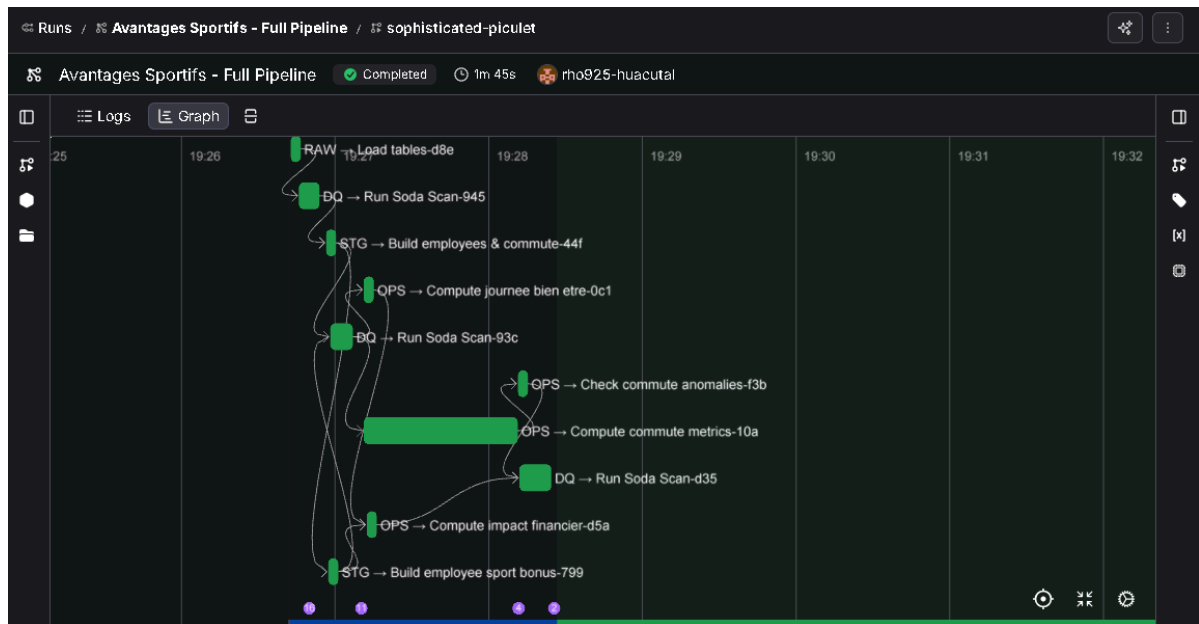 Runs / Avantages Sportifs - Full Pipeline / sophisticated-piculet
Avantages Sportifs - Full Pipeline Completed 1m 45s rho925-huacutal
Logs Graph
:25 19:26 19:27 19:28 19:29 19:30 19:31 19:32
RAW → Load tables-d8e
DQ → Run Soda Scan-945
STG → Build employees & commute-44f
OPS → Compute journee bien etre-0c1
DQ → Run Soda Scan-93c
OPS → Check commute anomalies-f3b
OPS → Compute commute metrics-10a
DQ → Run Soda Scan-d35
OPS → Compute impact financier-d5a
STG → Build employee sport bonus-799
16 11 4 2